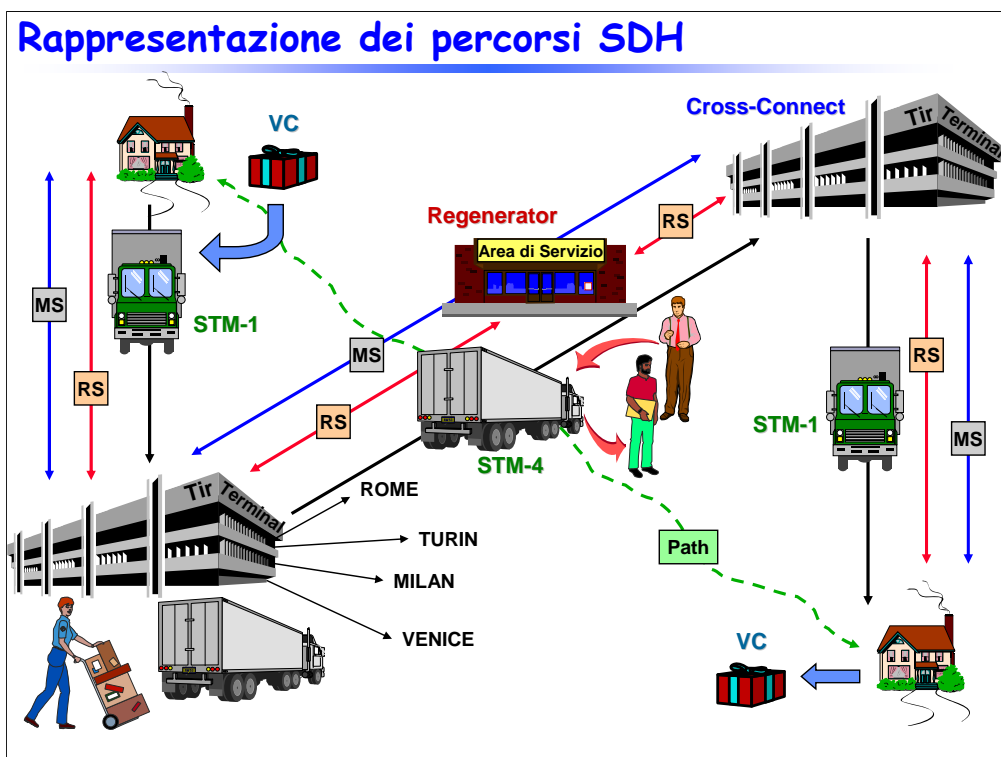 Rappresentazione dei percorsi SDH
VC
Cross-Connect
Tir Terminal
Regenerator
RS
Area di Servizio
MS
STM-1
MS
RS
RS
RS
STM-4
STM-1
MS
Tir Terminal
ROME
TURIN
Path
MILAN
VENICE
VC